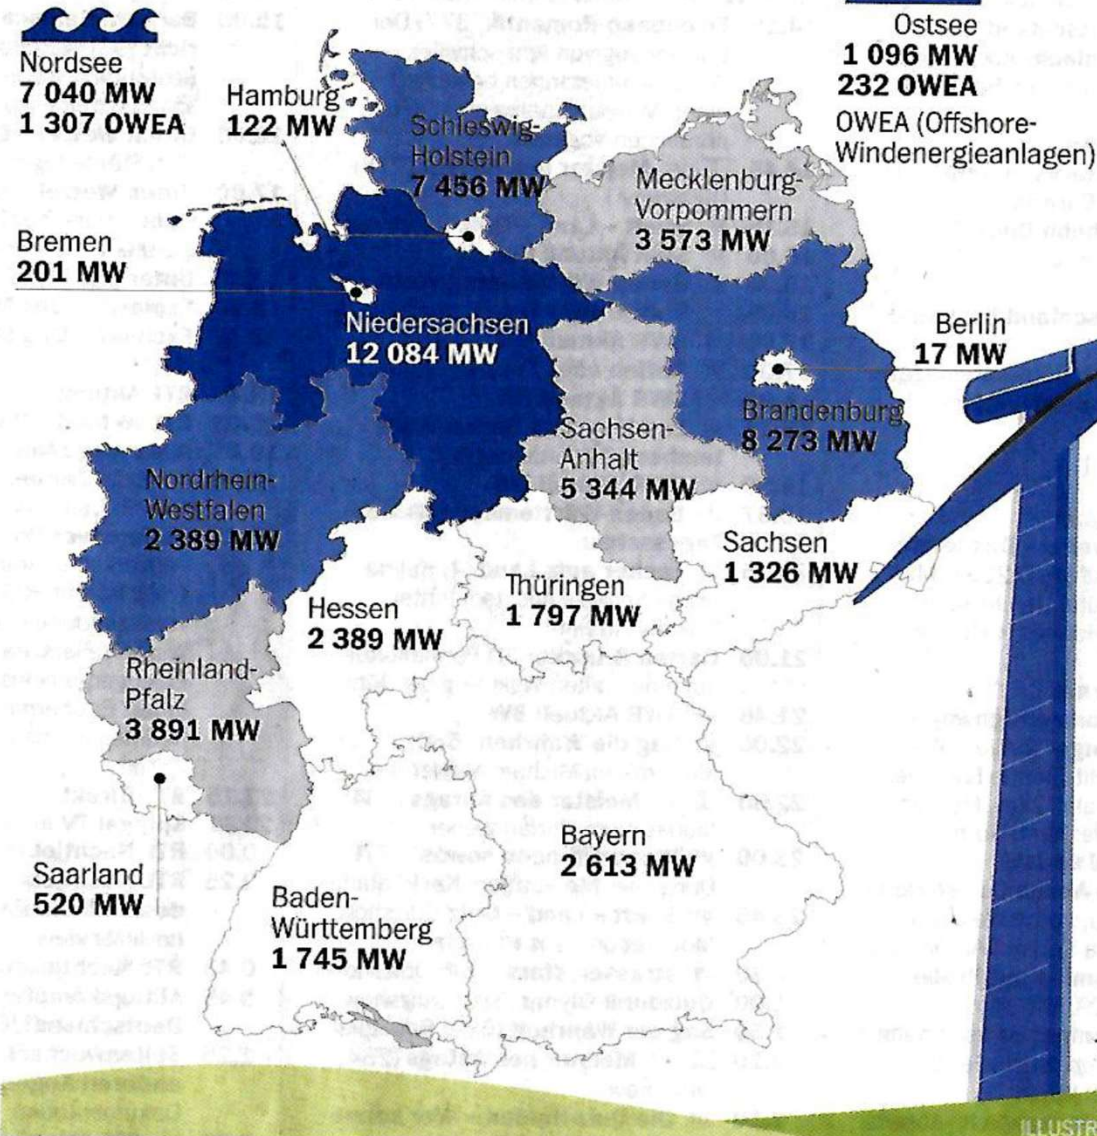 Nordsee
7 040 MW
1 307 OWEA
Ostsee
1 096 MW
232 OWEA
OWEA (Offshore-
Windenergieanlagen)
Hamburg
122 MW
Schleswig-
Holstein
7 456 MW
Mecklenburg-
Vorpommern
3 573 MW
Bremen
201 MW
Niedersachsen
12 084 MW
Berlin
17 MW
Brandenburg
8 273 MW
Sachsen-
Anhalt
5 344 MW
Nordrhein-
Westfalen
2 389 MW
Sachsen
1 326 MW
Thüringen
1 797 MW
Hessen
2 389 MW
Rheinland-
Pfalz
3 891 MW
Saarland
520 MW
Bayern
2 613 MW
Baden-
Württemberg
1 745 MW
ILLUSTR